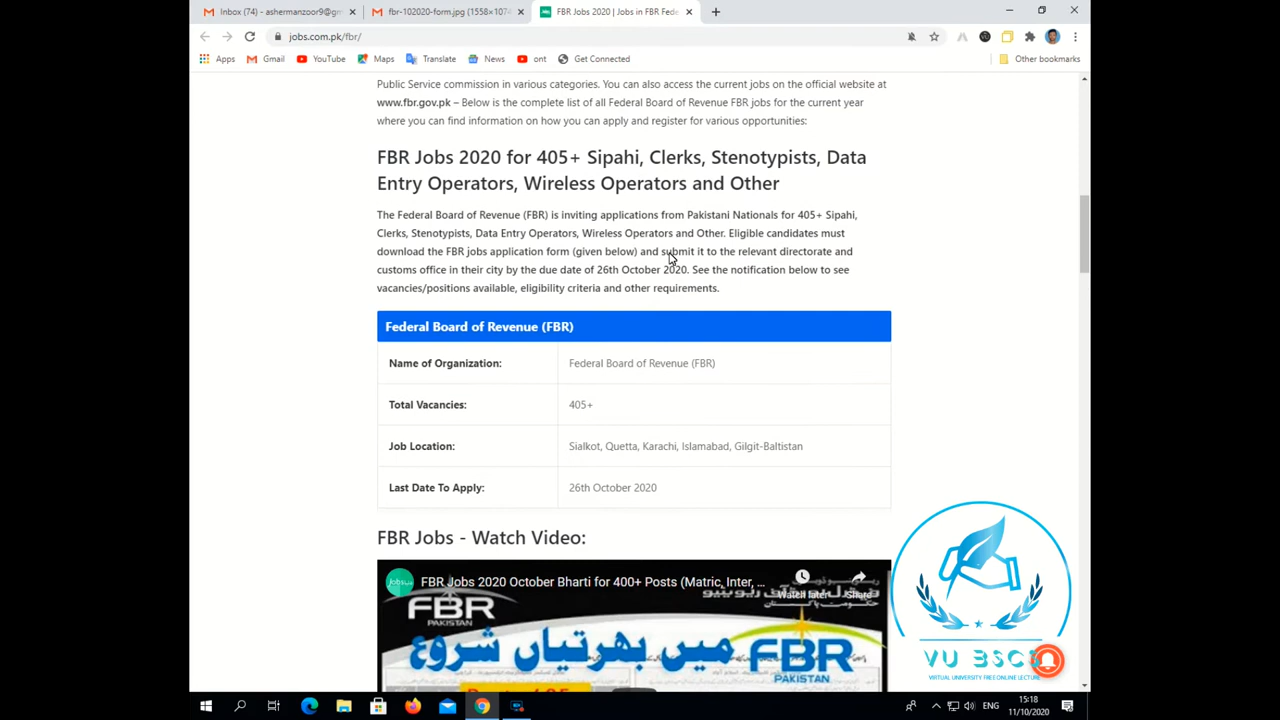 Inbox (74) - ashermanzoor9@gm
fbr-102020-form.jpg (1558×1074
FBR Jobs 2020 | Jobs in FBR Fede
jobs.com.pk/fbr/
Apps
Gmail
YouTube
Maps
Translate
News
ont
Get Connected
Other bookmarks
Public Service commission in various categories. You can also access the current jobs on the official website at
www.fbr.gov.pk – Below is the complete list of all Federal Board of Revenue FBR jobs for the current year
where you can find information on how you can apply and register for various opportunities:
FBR Jobs 2020 for 405+ Sipahi, Clerks, Stenotypists, Data
Entry Operators, Wireless Operators and Other
The Federal Board of Revenue (FBR) is inviting applications from Pakistani Nationals for 405+ Sipahi,
Clerks, Stenotypists, Data Entry Operators, Wireless Operators and Other. Eligible candidates must
download the FBR jobs application form (given below) and submit it to the relevant directorate and
customs office in their city by the due date of 26th October 2020. See the notification below to see
vacancies/positions available, eligibility criteria and other requirements.
Federal Board of Revenue (FBR)
Name of Organization: Federal Board of Revenue (FBR)
Total Vacancies: 405+
Job Location: Sialkot, Quetta, Karachi, Islamabad, Gilgit-Baltistan
Last Date To Apply: 26th October 2020
FBR Jobs - Watch Video:
FBR Jobs 2020 October Bharti for 400+ Posts (Matric, Inter, ...
Watch later
Share
FBR
PAKISTAN
میں بھرتیاں شروع
FBR
PAKISTAN
VU BSCS
VIRTUAL UNIVERSITY FREE ONLINE LECTURE
ENG
15:18
11/10/2020